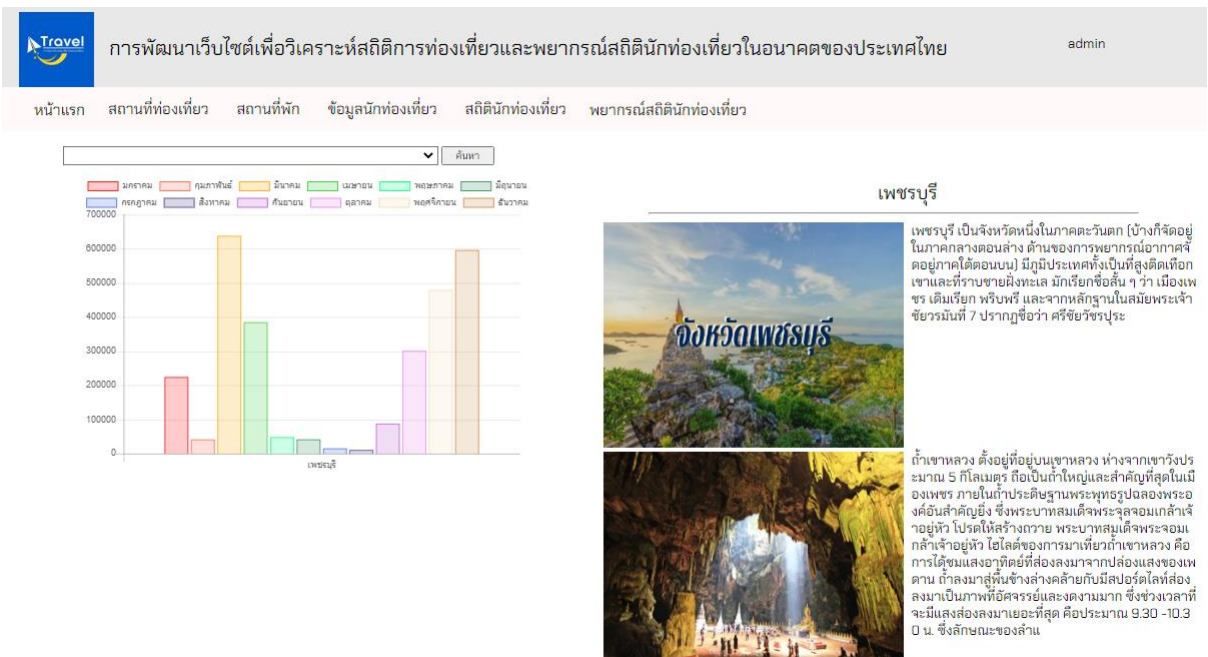 Travel
การพัฒนาเว็บไซต์เพื่อวิเคราะห์สถิติการท่องเที่ยวและพยากรณ์สถิตินักท่องเที่ยวในอนาคตของประเทศไทย
admin
หน้าแรก สถานที่ท่องเที่ยว สถานที่พัก ข้อมูลนักท่องเที่ยว สถิตินักท่องเที่ยว พยากรณ์สถิตินักท่องเที่ยว
ค้นหา
มกราคม กุมภาพันธ์ มีนาคม เมษายน พฤษภาคม มิถุนายน
กรกฎาคม สิงหาคม กันยายน ตุลาคม พฤศจิกายน ธันวาคม
700000
600000
500000
400000
300000
200000
100000
0
เพชรบุรี
เพชรบุรี
จังหวัดเพชรบุรี
เพชรบุรี เป็นจังหวัดหนึ่งในภาคตะวันตก (บ้างก็จัดอยู่
ในภาคกลางตอนล่าง ด้านของการพยากรณ์อากาศจั
ดอยู่ภาคใต้ตอนบน) มีภูมิประเทศทั้งเป็นที่สูงติดเทือก
เขาและที่ราบชายฝั่งทะเล มักเรียกชื่อสั้น ๆ ว่า เมืองเพ
ชร เดิมเรียก พริบพรี และจากหลักฐานในสมัยพระเจ้า
ชัยวรมันที่ 7 ปรากฏชื่อว่า ศรีชัยวัชรปุระ
ถ้ำเขาหลวง ตั้งอยู่ที่อยู่บนเขาหลวง ห่างจากเขาวังปร
ะมาณ 5 กิโลเมตร ถือเป็นถ้ำใหญ่และสำคัญที่สุดในเมื
องเพชร ภายในถ้ำประดิษฐานพระพุทธรูปฉลองพระอ
งค์อันสำคัญยิ่ง ซึ่งพระบาทสมเด็จพระจุลจอมเกล้าเจ้
าอยู่หัว โปรดให้สร้างถวาย พระบาทสมเด็จพระจอมเ
กล้าเจ้าอยู่หัว ไฮไลต์ของการมาเที่ยวถ้ำเขาหลวง คือ
การได้ชมแสงอาทิตย์ที่ส่องลงมาจากปล่องแสงของเพ
ดาน ถ้ำลงมาสู่พื้นข้างล่างคล้ายกับมีสปอร์ตไลท์ส่อง
ลงมาเป็นภาพที่อัศจรรย์และงดงามมาก ซึ่งช่วงเวลาที่
จะมีแสงส่องลงมาเยอะที่สุด คือประมาณ 9.30 -10.3
0 น. ซึ่งลักษณะของลำแ